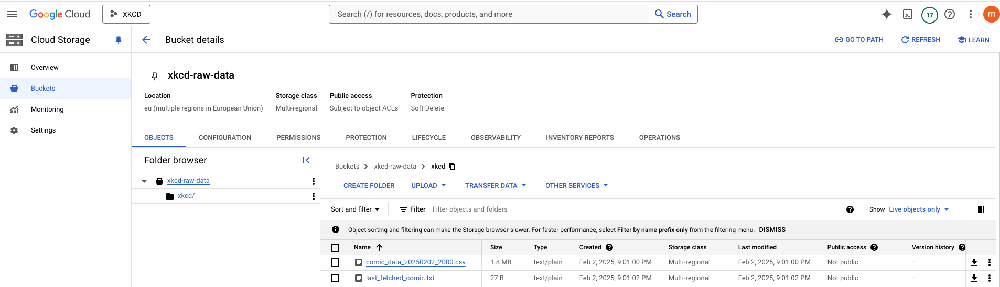 Google Cloud
XKCD
Search (/) for resources, docs, products, and more
Search
17
m
Cloud Storage
Bucket details
GO TO PATH
REFRESH
LEARN
Overview
Buckets
Monitoring
Settings
xkcd-raw-data
Location Storage class Public access Protection
eu (multiple regions in European Union) Multi-regional Subject to object ACLs Soft Delete
OBJECTS CONFIGURATION PERMISSIONS PROTECTION LIFECYCLE OBSERVABILITY INVENTORY REPORTS OPERATIONS
Folder browser
xkcd-raw-data
xkcd/
Buckets xkcd-raw-data xkcd
CREATE FOLDER UPLOAD TRANSFER DATA OTHER SERVICES
Sort and filter Filter Filter objects and folders Show Live objects only
Object sorting and filtering can make the Storage browser slower. For faster performance, select Filter by name prefix only from the filtering menu. DISMISS
Name Size Type Created Storage class Last modified Public access Version history
comic_data_20250202_2000.csv 1.8 MB text/plain Feb 2, 2025, 9:01:00 PM Multi-regional Feb 2, 2025, 9:01:00 PM Not public —
last_fetched_comic.txt 27 B text/plain Feb 2, 2025, 9:01:02 PM Multi-regional Feb 2, 2025, 9:01:02 PM Not public —